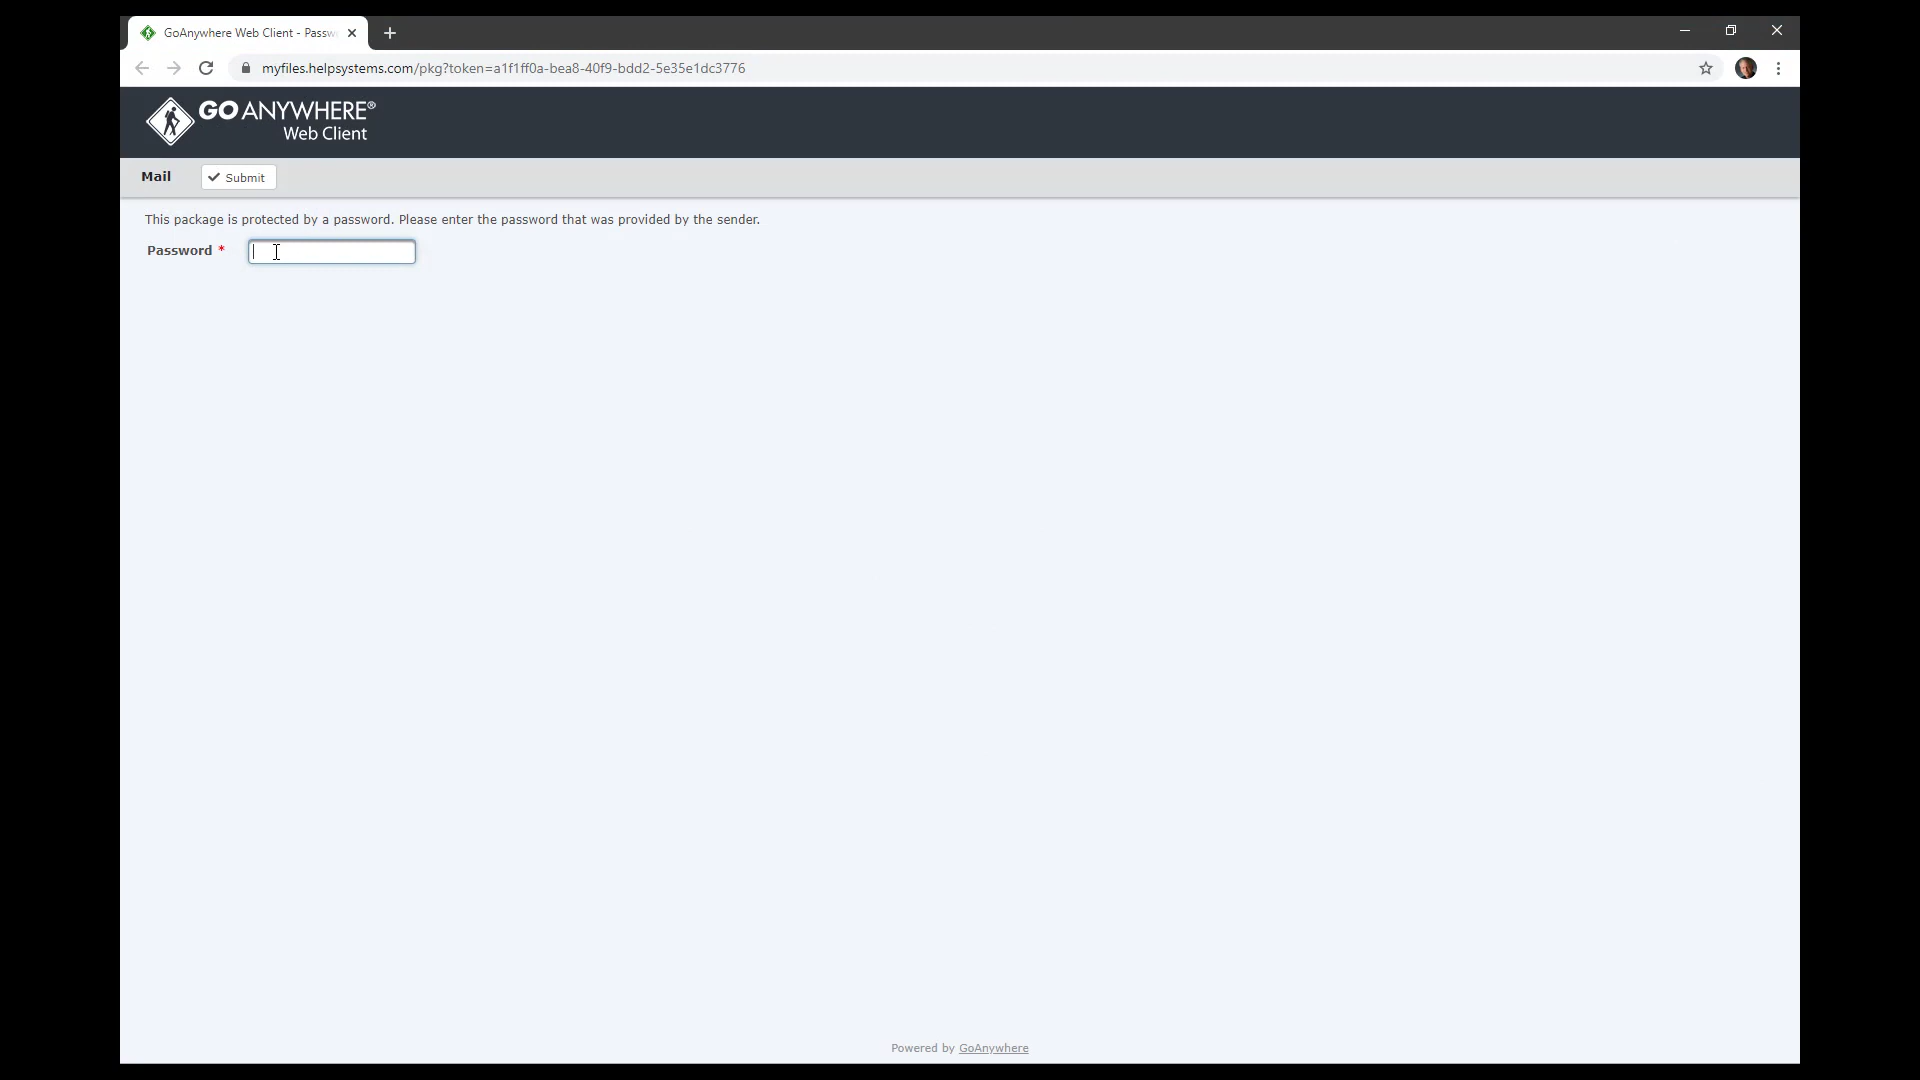 GoAnywhere Web Client - Passw
myfiles.helpsystems.com/pkg?token=a1f1ff0a-bea8-40f9-bdd2-5e35e1dc3776
GO ANYWHERE®
Web Client
Mail
Submit
This package is protected by a password. Please enter the password that was provided by the sender.
Password *
Powered by GoAnywhere